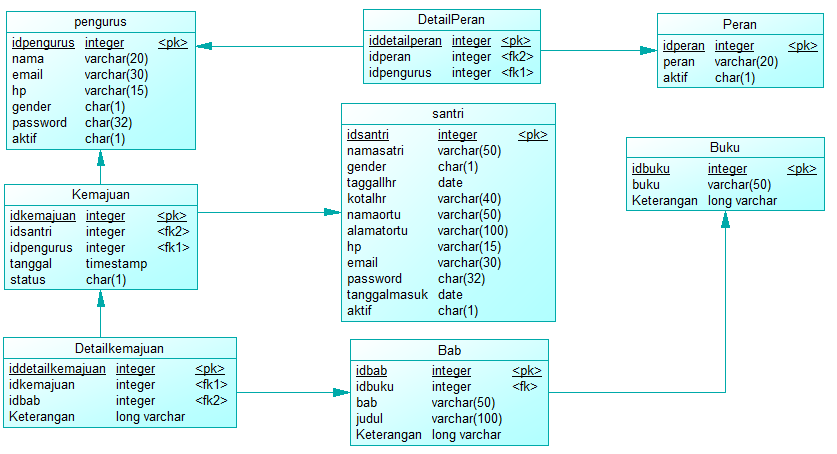 pengurus
idpengurus integer <pk>
nama varchar(20)
email varchar(30)
hp varchar(15)
gender char(1)
password char(32)
aktif char(1)
DetailPeran
iddetailperan integer <pk>
idperan integer <fk2>
idpengurus integer <fk1>
Peran
idperan integer <pk>
peran varchar(20)
aktif char(1)
santri
idsantri integer <pk>
namasatri varchar(50)
gender char(1)
taggallhr date
kotalhr varchar(40)
namaortu varchar(50)
alamatortu varchar(100)
hp varchar(15)
email varchar(30)
password char(32)
tanggalmasuk date
aktif char(1)
Buku
idbuku integer <pk>
buku varchar(50)
Keterangan long varchar
Kemajuan
idkemajuan integer <pk>
idsantri integer <fk2>
idpengurus integer <fk1>
tanggal timestamp
status char(1)
Detailkemajuan
iddetailkemajuan integer <pk>
idkemajuan integer <fk1>
idbab integer <fk2>
Keterangan long varchar
Bab
idbab integer <pk>
idbuku integer <fk>
bab varchar(50)
judul varchar(100)
Keterangan long varchar